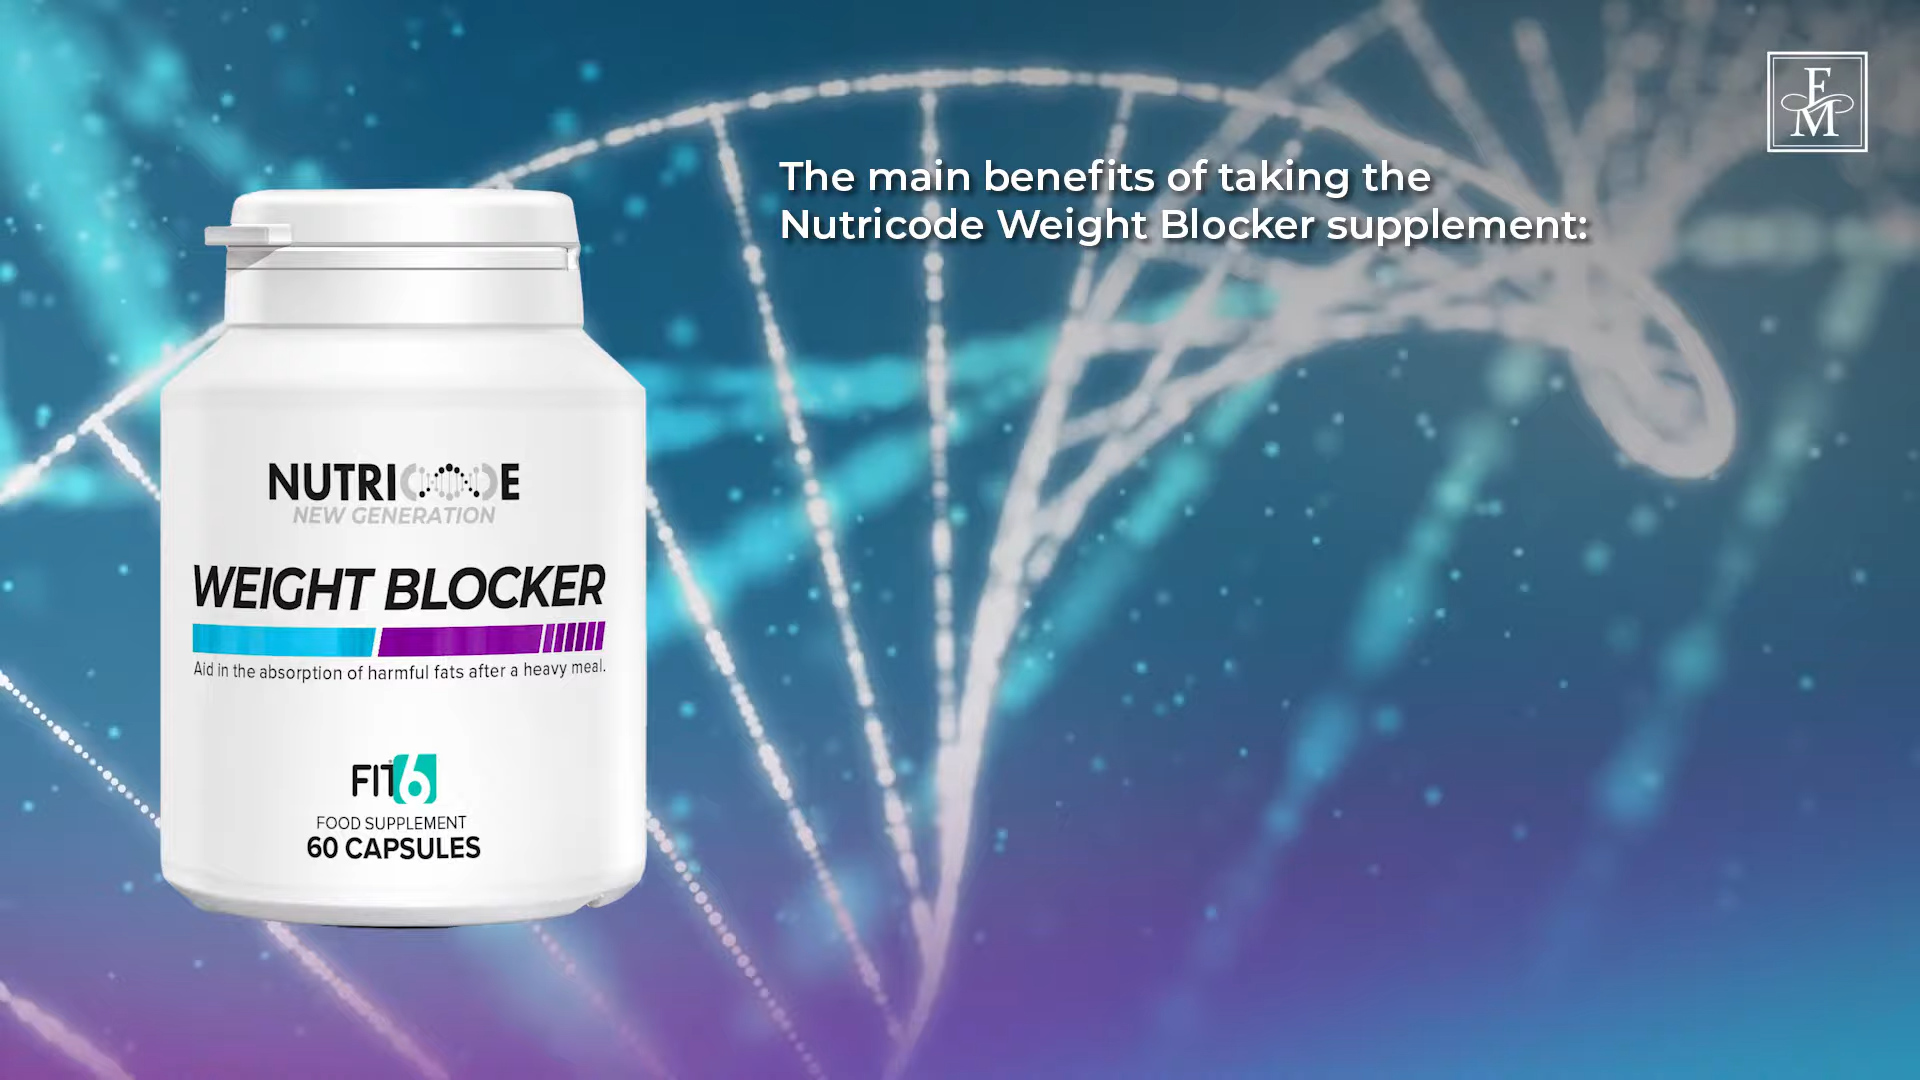 The main benefits of taking the
Nutricode Weight Blocker supplement:
FM
NUTRICODE
NEW GENERATION
WEIGHT BLOCKER
Aid in the absorption of harmful fats after a heavy meal.
FIT6
FOOD SUPPLEMENT
60 CAPSULES